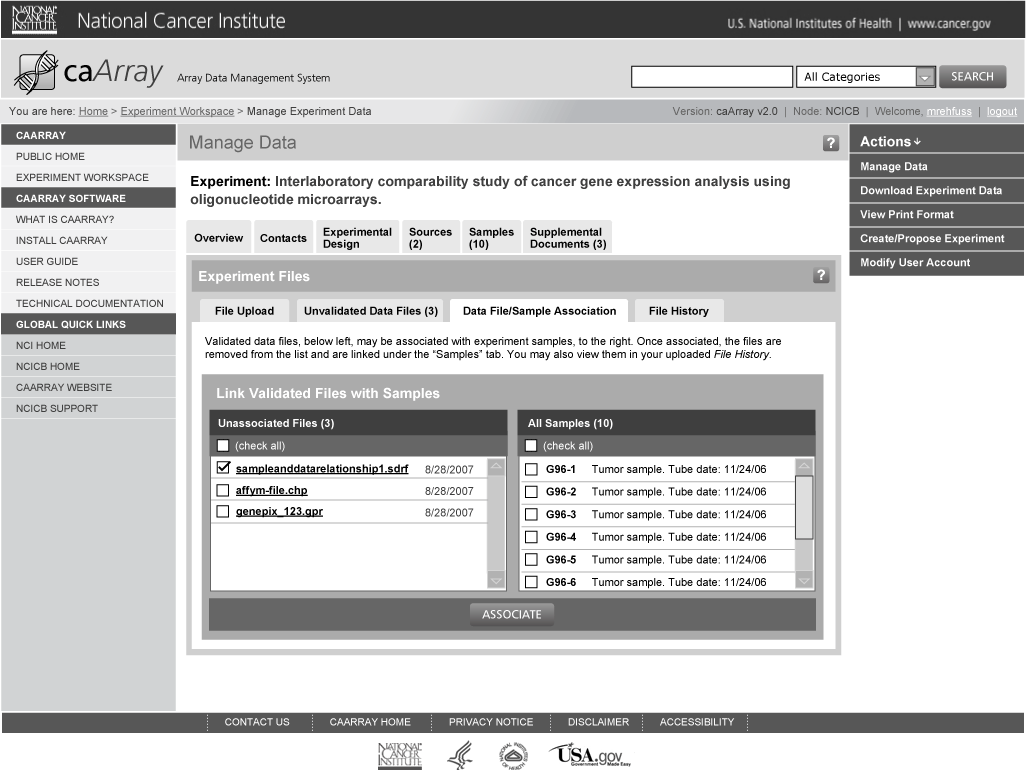 NATIONAL
CANCER
INSTITUTE
National Cancer Institute
U.S. National Institutes of Health | www.cancer.gov
caArray Array Data Management System
All Categories
SEARCH
You are here: Home > Experiment Workspace > Manage Experiment Data
Version: caArray v2.0 | Node: NCICB | Welcome, mrehfuss | logout
CAARRAY
PUBLIC HOME
EXPERIMENT WORKSPACE
CAARRAY SOFTWARE
WHAT IS CAARRAY?
INSTALL CAARRAY
USER GUIDE
RELEASE NOTES
TECHNICAL DOCUMENTATION
GLOBAL QUICK LINKS
NCI HOME
NCICB HOME
CAARRAY WEBSITE
NCICB SUPPORT
Manage Data
?
Experiment: Interlaboratory comparability study of cancer gene expression analysis using
oligonucleotide microarrays.
Overview
Contacts
Experimental
Design
Sources
(2)
Samples
(10)
Supplemental
Documents (3)
Experiment Files
?
File Upload
Unvalidated Data Files (3)
Data File/Sample Association
File History
Validated data files, below left, may be associated with experiment samples, to the right. Once associated, the files are
removed from the list and are linked under the "Samples" tab. You may also view them in your uploaded File History.
Link Validated Files with Samples
Unassociated Files (3)
(check all)
sampleanddatarelationship1.sdrf 8/28/2007
affym-file.chp 8/28/2007
genepix_123.gpr 8/28/2007
All Samples (10)
(check all)
G96-1 Tumor sample. Tube date: 11/24/06
G96-2 Tumor sample. Tube date: 11/24/06
G96-3 Tumor sample. Tube date: 11/24/06
G96-4 Tumor sample. Tube date: 11/24/06
G96-5 Tumor sample. Tube date: 11/24/06
G96-6 Tumor sample. Tube date: 11/24/06
ASSOCIATE
Actions
Manage Data
Download Experiment Data
View Print Format
Create/Propose Experiment
Modify User Account
CONTACT US
CAARRAY HOME
PRIVACY NOTICE
DISCLAIMER
ACCESSIBILITY
NATIONAL
CANCER
INSTITUTE
USA.gov
Government Made Easy